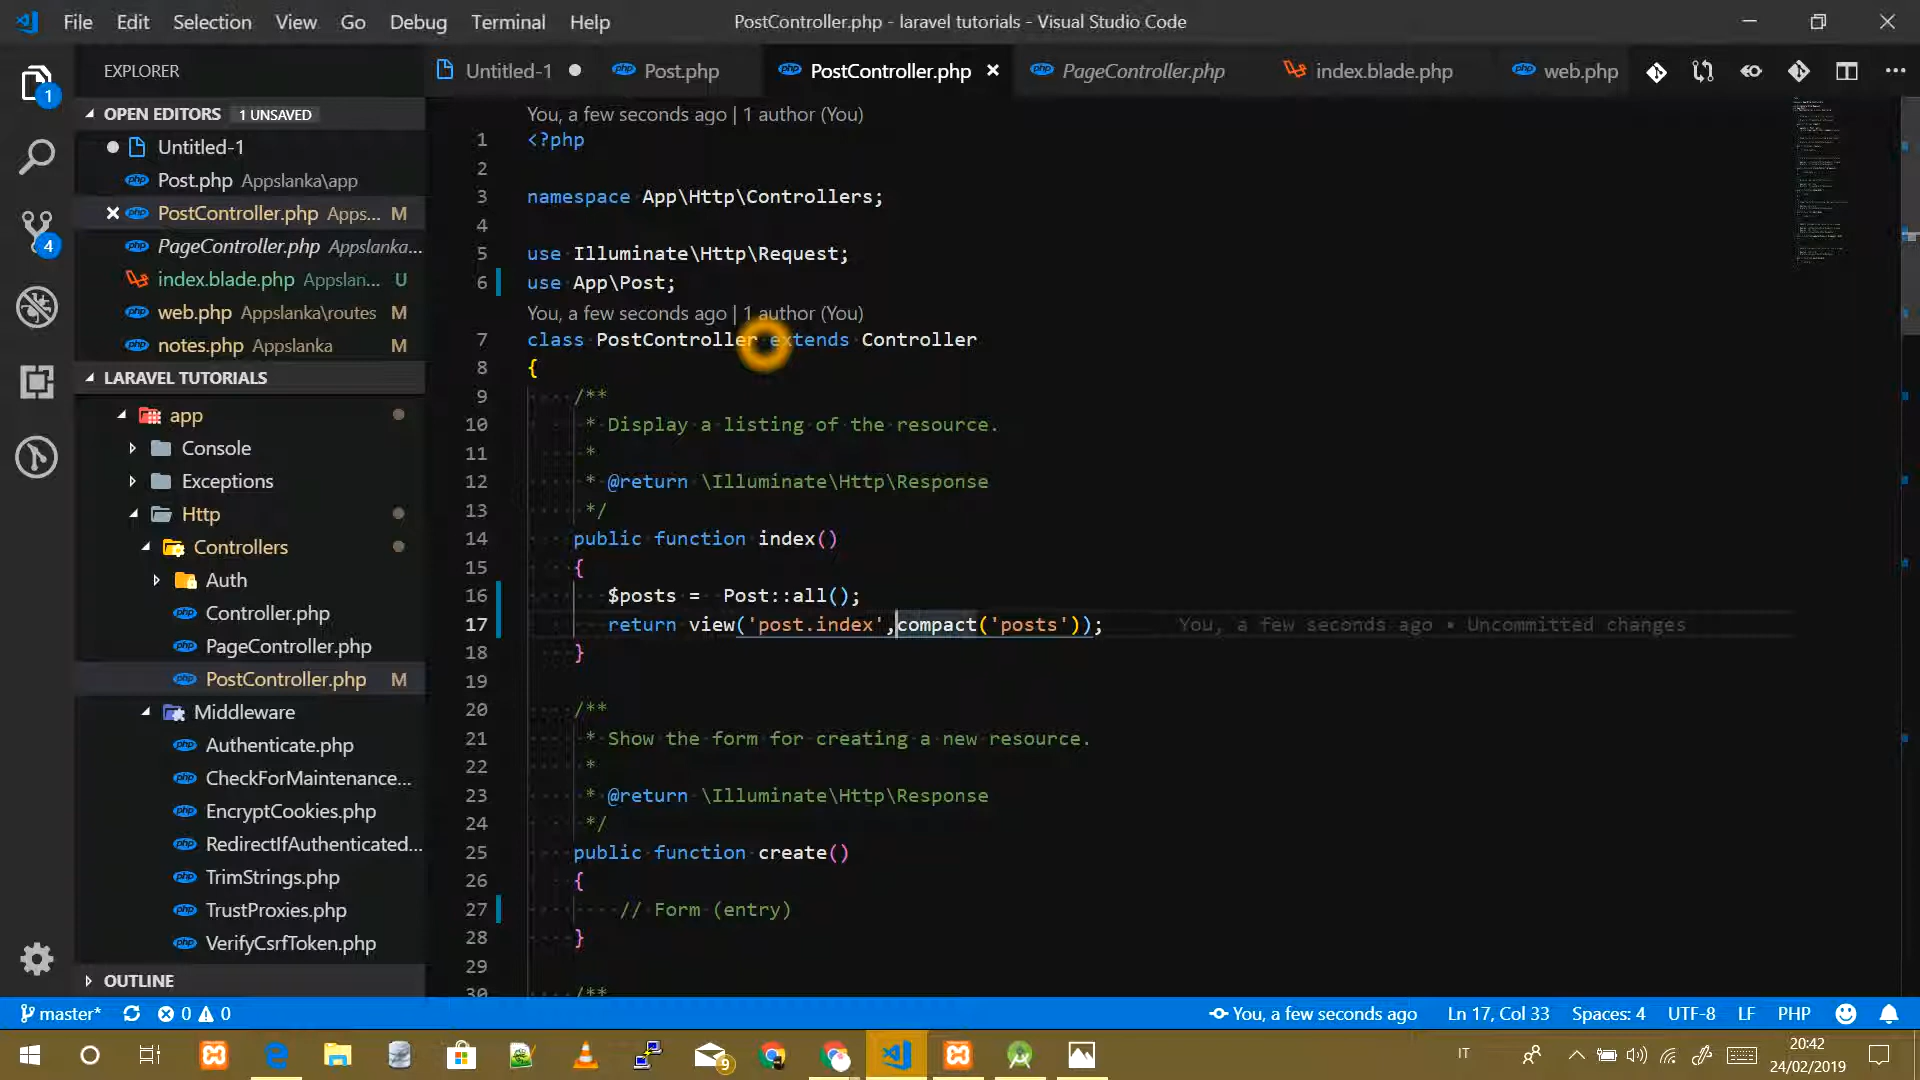 File Edit Selection View Go Debug Terminal Help
PostController.php - laravel tutorials - Visual Studio Code
EXPLORER
Untitled-1
Post.php
PostController.php
PageController.php
index.blade.php
web.php
OPEN EDITORS 1 UNSAVED
Untitled-1
Post.php Appslanka\app
PostController.php Apps... M
PageController.php Appslanka...
index.blade.php Appslan... U
web.php Appslanka\routes M
notes.php Appslanka M
LARAVEL TUTORIALS
app
Console
Exceptions
Http
Controllers
Auth
Controller.php
PageController.php
PostController.php M
Middleware
Authenticate.php
CheckForMaintenance...
EncryptCookies.php
RedirectIfAuthenticated...
TrimStrings.php
TrustProxies.php
VerifyCsrfToken.php
OUTLINE
1
4
You, a few seconds ago | 1 author (You)
1 <?php
2
3 namespace App\Http\Controllers;
4
5 use Illuminate\Http\Request;
6 use App\Post;
You, a few seconds ago | 1 author (You)
7 class PostController extends Controller
8 {
9 /**
10 * Display a listing of the resource.
11 *
12 * @return \Illuminate\Http\Response
13 */
14 public function index()
15 {
16 $posts = Post::all();
17 return view('post.index',compact('posts')); You, a few seconds ago • Uncommitted changes
18 }
19
20 /**
21 * Show the form for creating a new resource.
22 *
23 * @return \Illuminate\Http\Response
24 */
25 public function create()
26 {
27 // Form (entry)
28 }
29
30 /**
master* 0 0
You, a few seconds ago Ln 17, Col 33 Spaces: 4 UTF-8 LF PHP
9
IT
20:42
24/02/2019